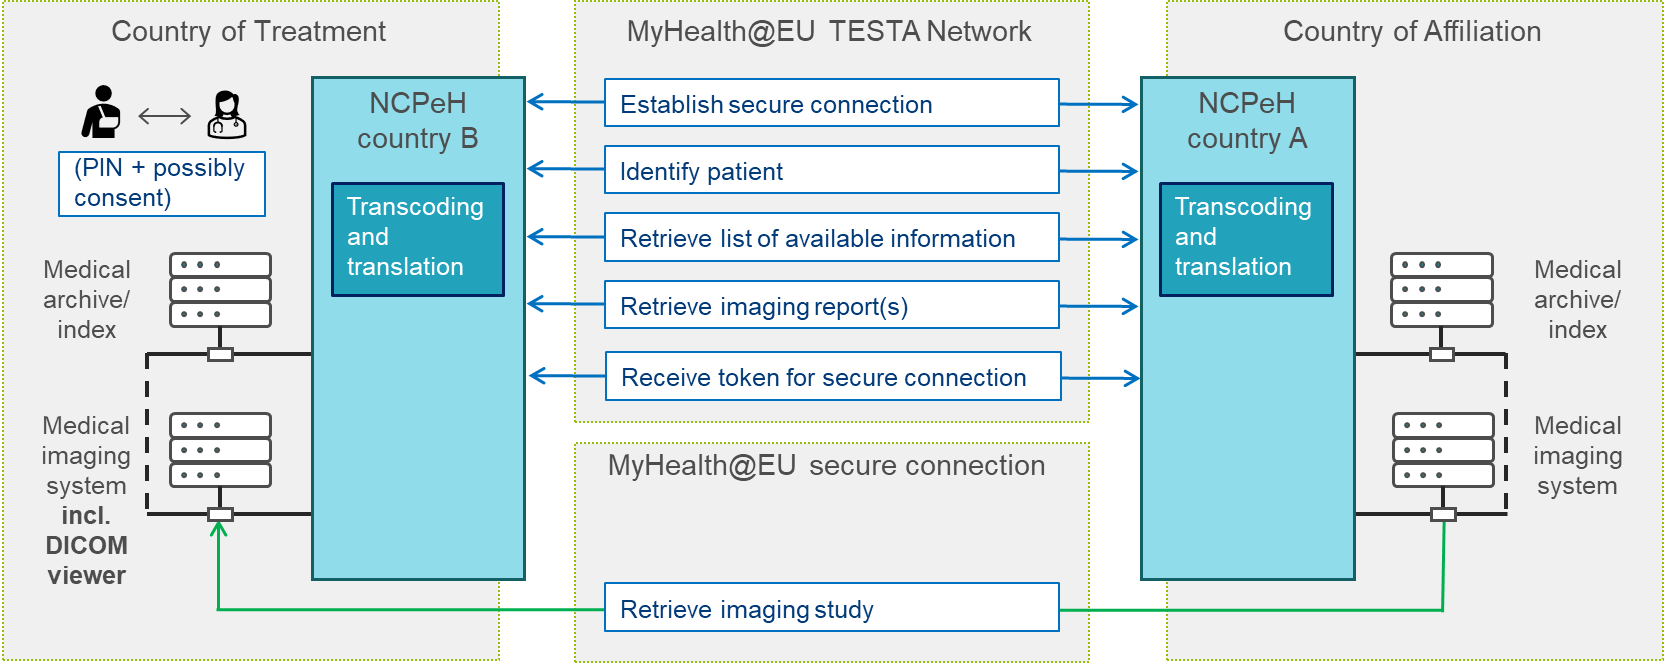 Country of Treatment
MyHealth@EU TESTA Network
Country of Affiliation
(PIN + possibly
consent)
NCPeH
country B
Transcoding
and
translation
Medical
archive/
index
Medical
imaging
system
incl.
DICOM
viewer
Establish secure connection
Identify patient
Retrieve list of available information
Retrieve imaging report(s)
Receive token for secure connection
MyHealth@EU secure connection
Retrieve imaging study
NCPeH
country A
Transcoding
and
translation
Medical
archive/
index
Medical
imaging
system